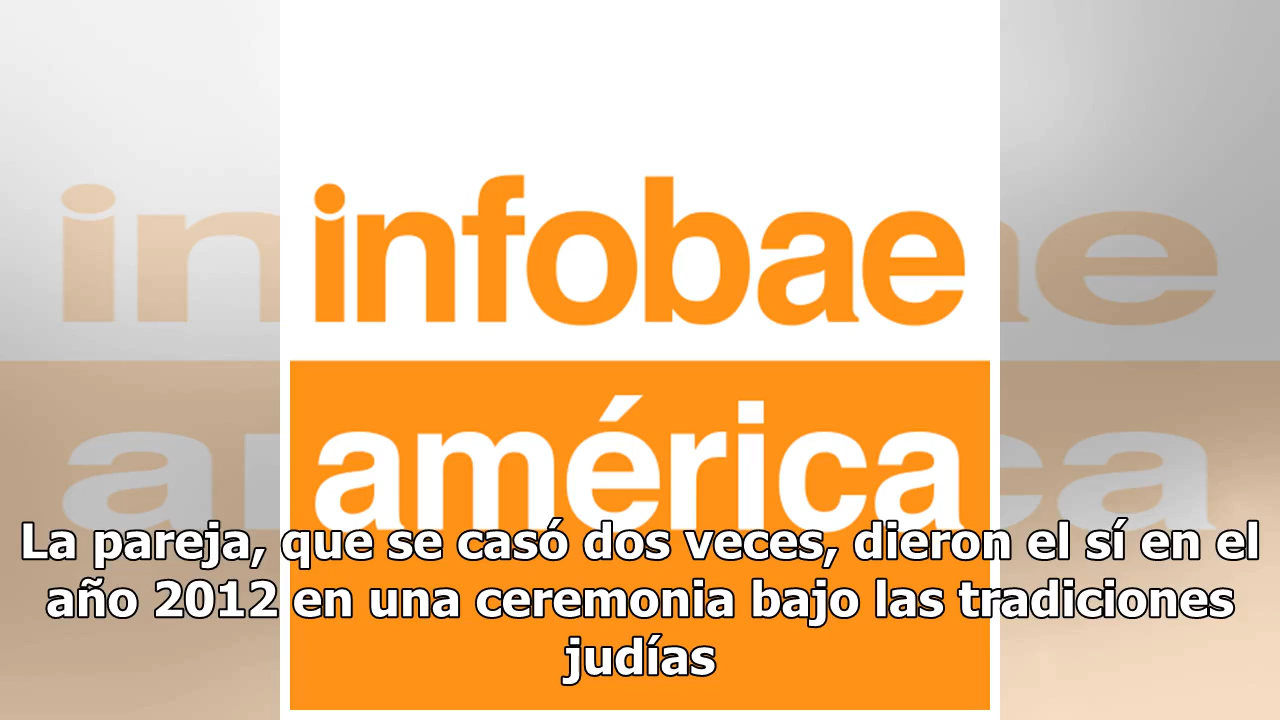 infobae
américa
La pareja, que se casó dos veces, dieron el sí en el
año 2012 en una ceremonia bajo las tradiciones
judías